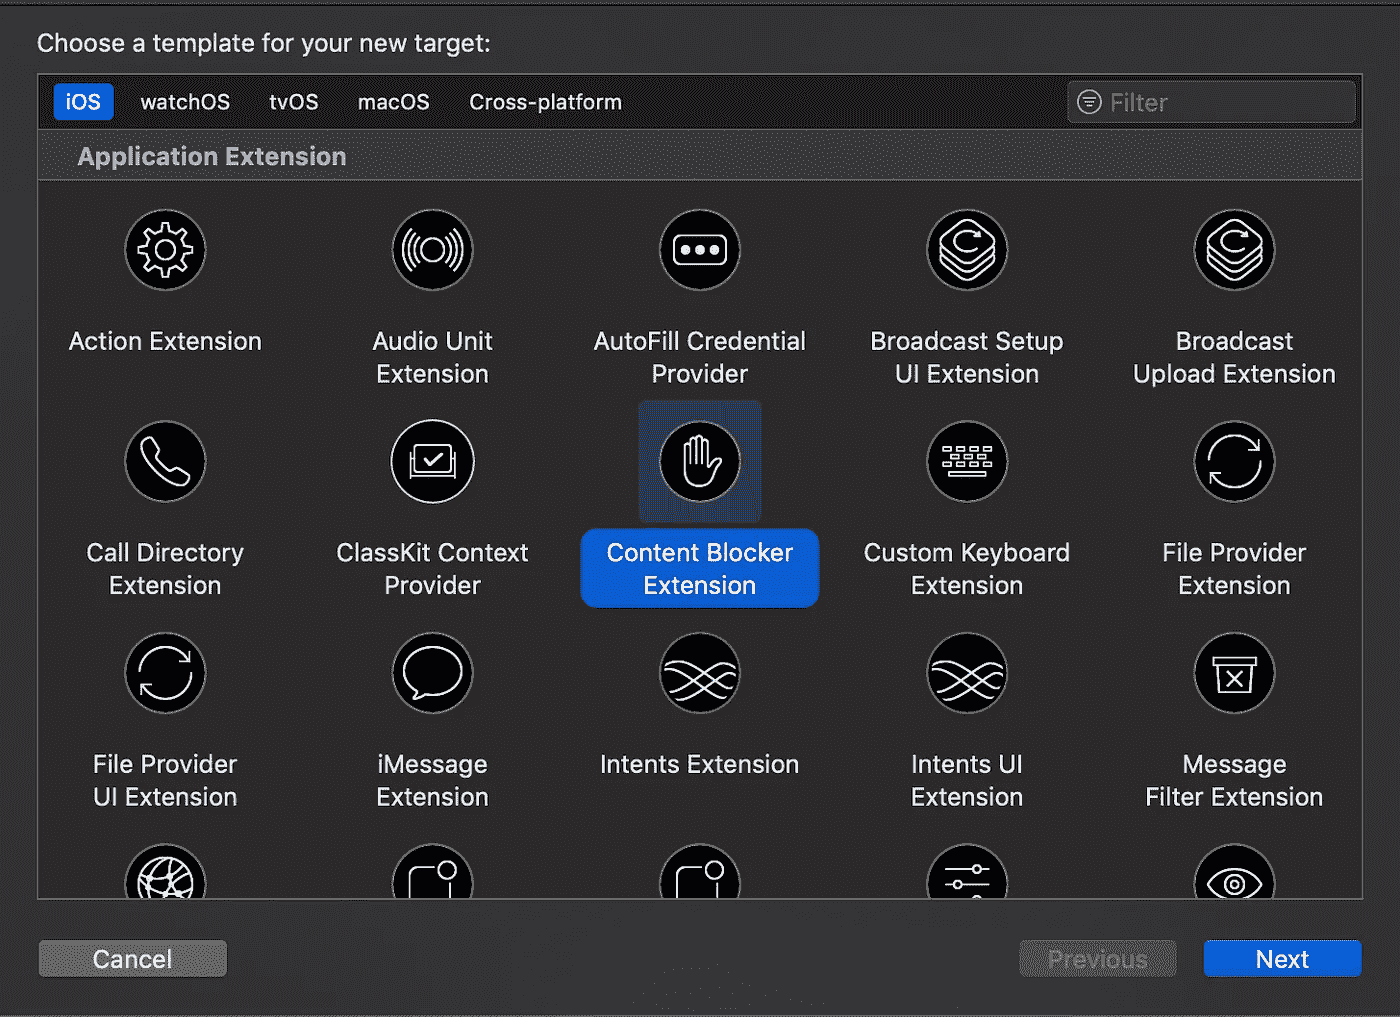 Choose a template for your new target:
iOS watchOS tvOS macOS Cross-platform Filter
Application Extension
Action Extension
Audio Unit
Extension
AutoFill Credential
Provider
Broadcast Setup
UI Extension
Broadcast
Upload Extension
Call Directory
Extension
ClassKit Context
Provider
Content Blocker
Extension
Custom Keyboard
Extension
File Provider
Extension
File Provider
UI Extension
iMessage
Extension
Intents Extension
Intents UI
Extension
Message
Filter Extension
Cancel Previous Next